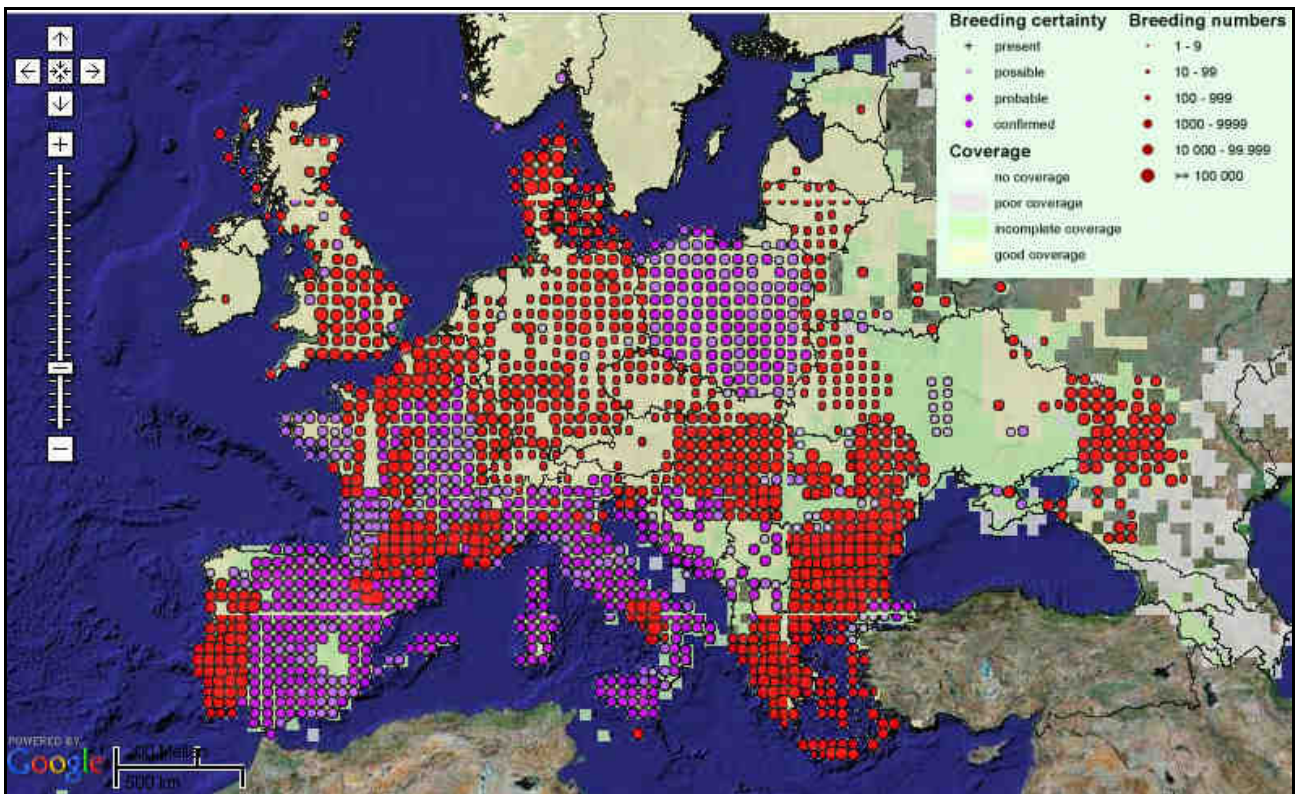 Breeding certainty
present
possible
probable
confirmed
Coverage
no coverage
poor coverage
incomplete coverage
good coverage
Breeding numbers
1 - 9
10 - 99
100 - 999
1000 - 9999
10 000 - 99 999
>= 100 000
POWERED BY
Google
500 km